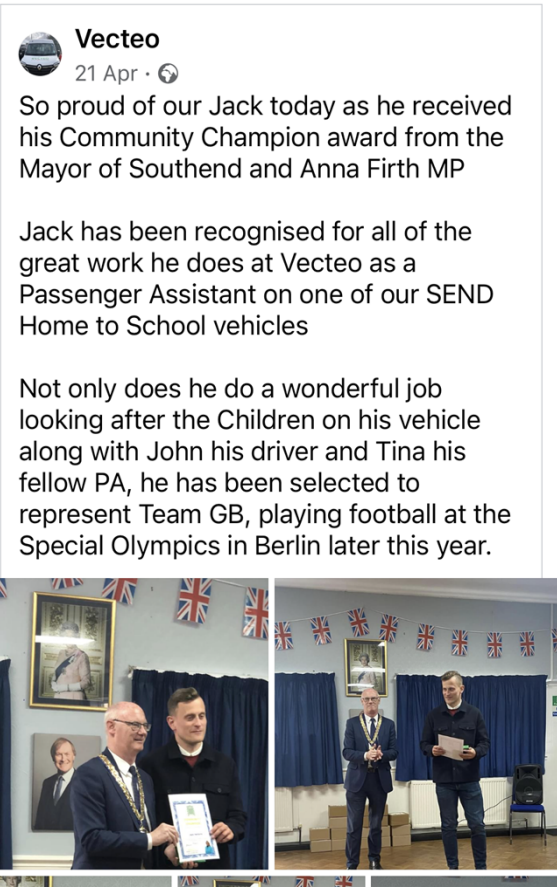 Vecteo
21 Apr ·
So proud of our Jack today as he received
his Community Champion award from the
Mayor of Southend and Anna Firth MP
Jack has been recognised for all of the
great work he does at Vecteo as a
Passenger Assistant on one of our SEND
Home to School vehicles
Not only does he do a wonderful job
looking after the Children on his vehicle
along with John his driver and Tina his
fellow PA, he has been selected to
represent Team GB, playing football at the
Special Olympics in Berlin later this year.